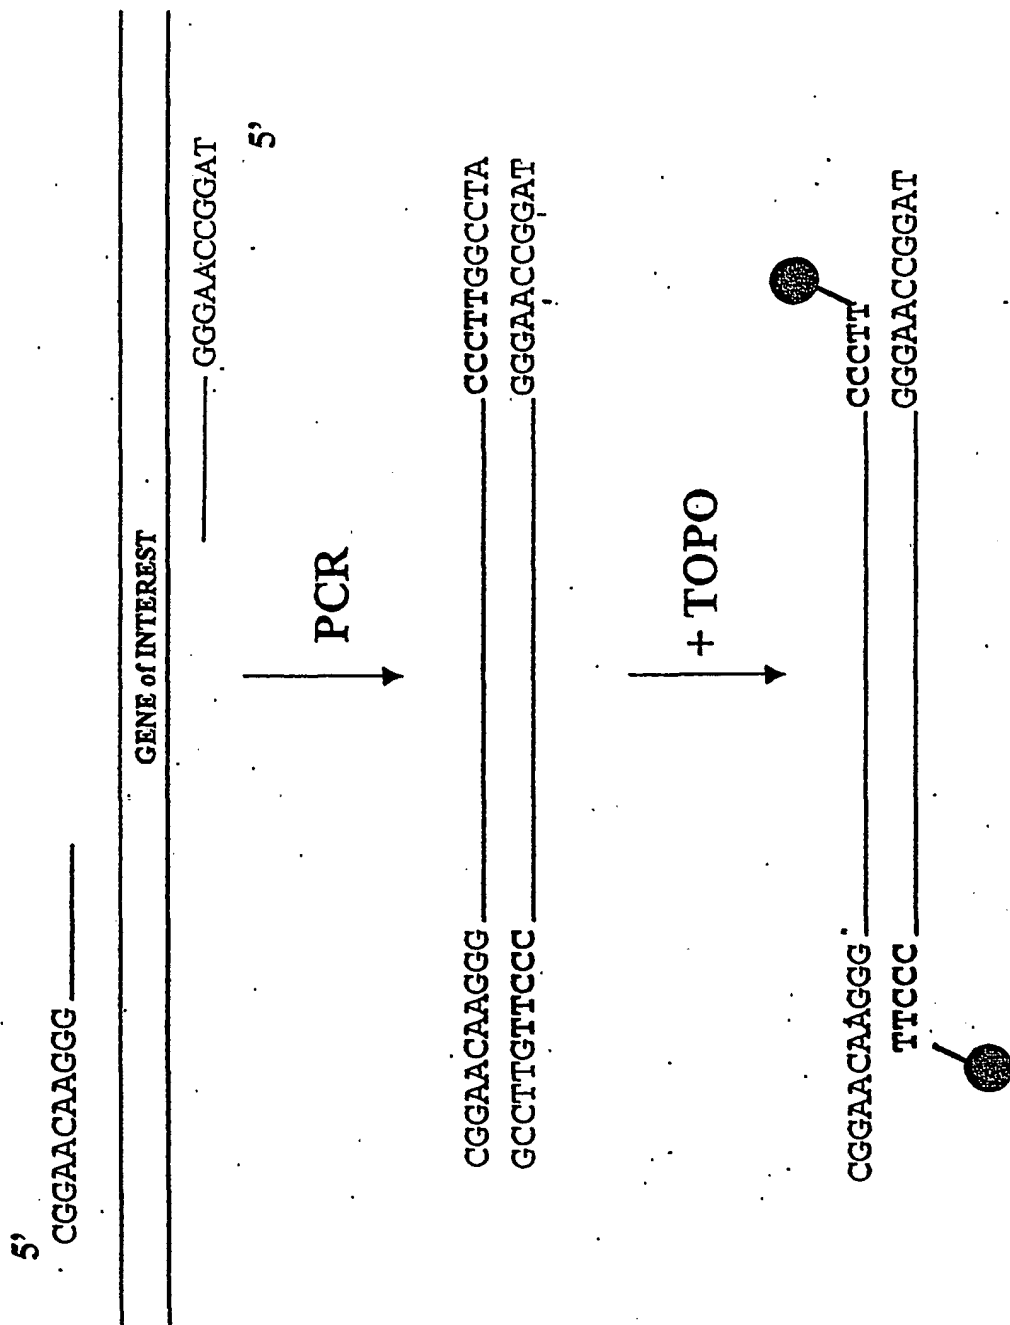 5'
CGGAACAAGGG
GENE of INTEREST
GGGAACCGGAT
5'
PCR
CGGAACAAGGG CCCTTGGCCTA
GCCTTGTTCCC GGGAACCGGAT
+ TOPO
CGGAACAAGGG CCCTT
TTCCC GGGAACCGGAT